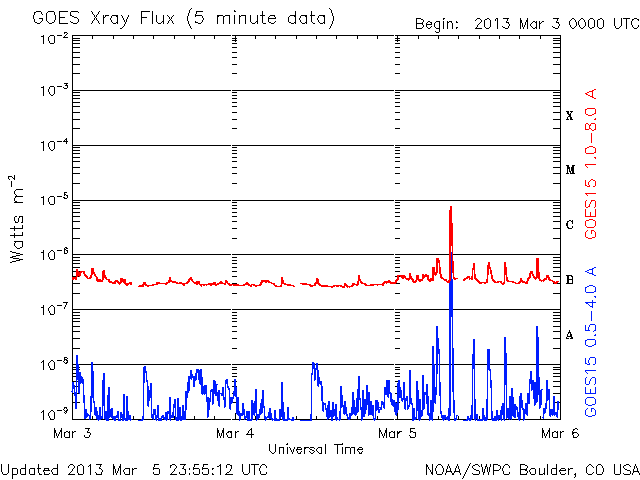 GOES Xray Flux (5 minute data)
Begin: 2013 Mar 3 0000 UTC
10-2
10-3
10-4
10-5
10-6
10-7
10-8
10-9
Watts m-2
X
M
C
B
A
GOES15 1.0-8.0 A
GOES15 0.5-4.0 A
Mar 3
Mar 4
Mar 5
Mar 6
Universal Time
Updated 2013 Mar 5 23:55:12 UTC
NOAA/SWPC Boulder, CO USA